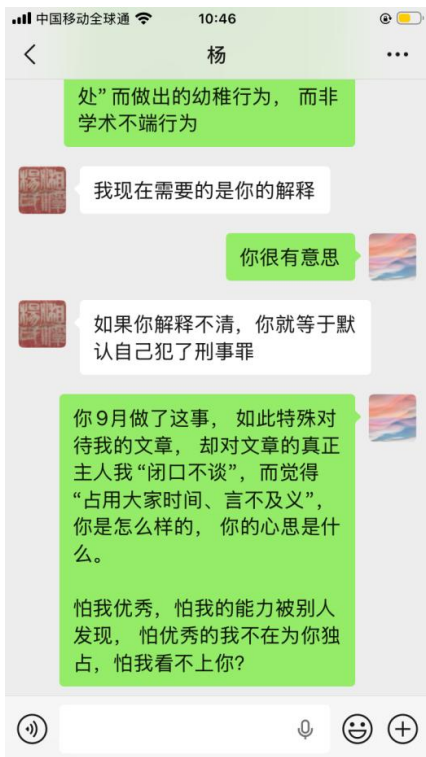 中国移动全球通 10:46
杨
处”而做出的幼稚行为， 而非
学术不端行为
我现在需要的是你的解释
你很有意思
如果你解释不清，你就等于默
认自己犯了刑事罪
你9月做了这事， 如此特殊对
待我的文章， 却对文章的真正
主人我“闭口不谈”，而觉得
“占用大家时间、言不及义”，
你是怎么样的， 你的心思是什
么。
怕我优秀，怕我的能力被别人
发现， 怕优秀的我不在为你独
占，怕我看不上你?